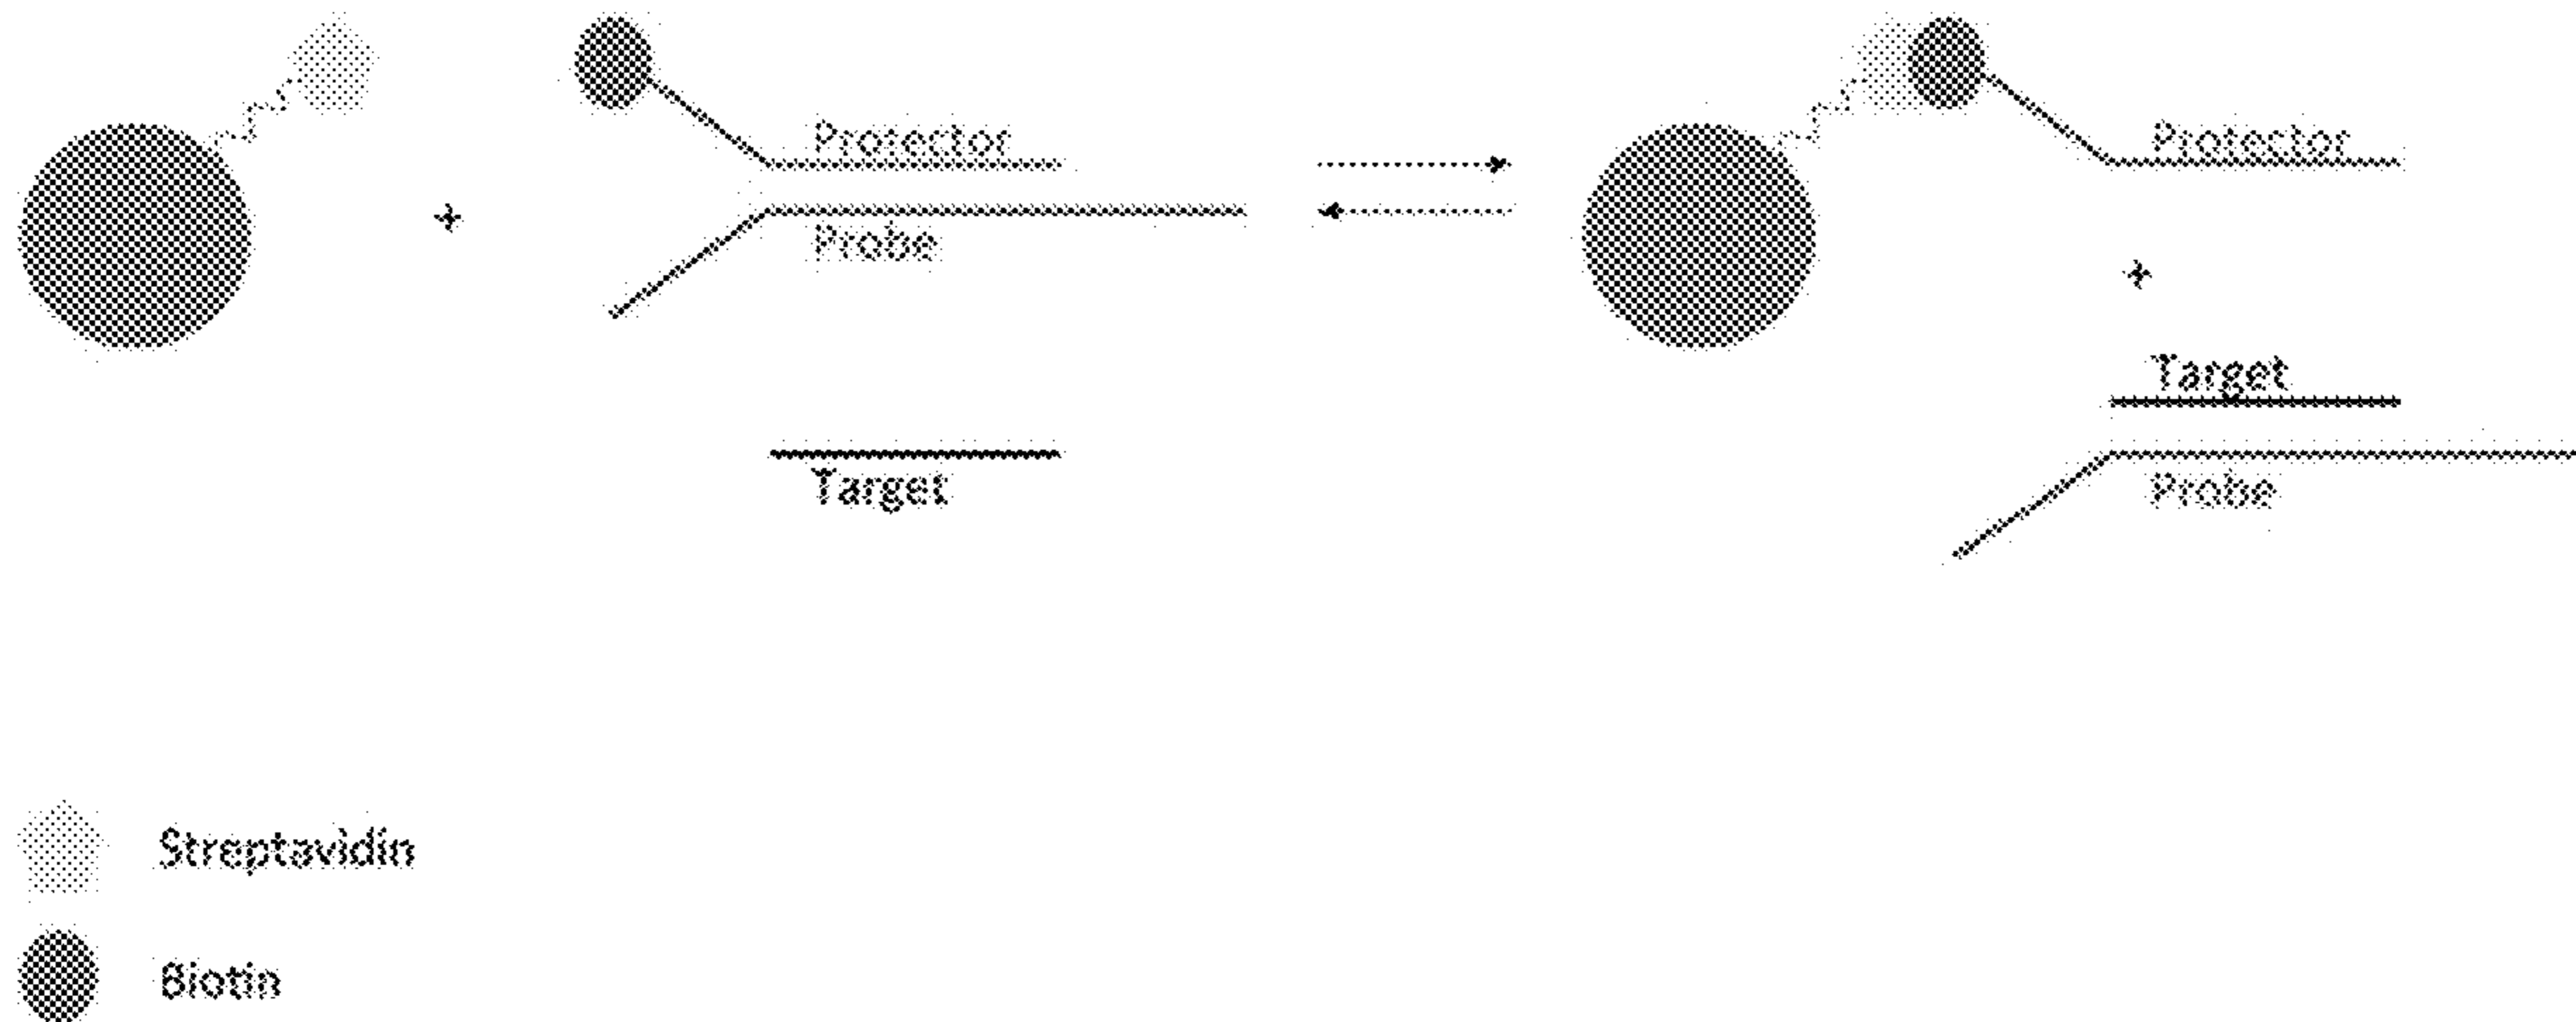 Protector
+
Probe
Target
Protector
+
Target
Probe
Streptavidin
Biotin